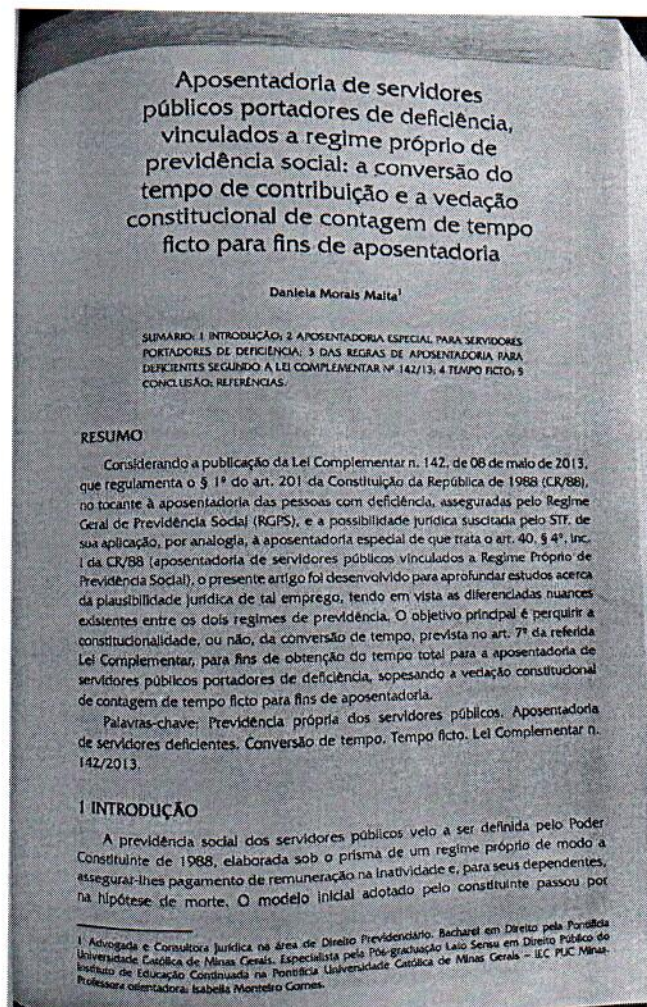 Aposentadoria de servidores
públicos portadores de deficiência,
vinculados a regime próprio de
previdência social: a conversão do
tempo de contribuição e a vedação
constitucional de contagem de tempo
ficto para fins de aposentadoria
Daniela Morais Malta¹
SUMÁRIO: 1 INTRODUÇÃO; 2 APOSENTADORIA ESPECIAL PARA SERVIDORES
PORTADORES DE DEFICIÊNCIA; 3 DAS REGRAS DE APOSENTADORIA PARA
DEFICIENTES SEGUNDO A LEI COMPLEMENTAR Nº 142/13; 4 TEMPO FICTO; 5
CONCLUSÃO; REFERÊNCIAS.
RESUMO
Considerando a publicação da Lei Complementar n. 142, de 08 de maio de 2013,
que regulamenta o § 1º do art. 201 da Constituição da República de 1988 (CR/88),
no tocante à aposentadoria das pessoas com deficiência, asseguradas pelo Regime
Geral de Previdência Social (RGPS), e a possibilidade jurídica suscitada pelo STF, de
sua aplicação, por analogia, à aposentadoria especial de que trata o art. 40, § 4º, inc.
I da CR/88 (aposentadoria de servidores públicos vinculados a Regime Próprio de
Previdência Social), o presente artigo foi desenvolvido para aprofundar estudos acerca
da plausibilidade jurídica de tal emprego, tendo em vista as diferenciadas nuances
existentes entre os dois regimes de previdência. O objetivo principal é perquirir a
constitucionalidade, ou não, da conversão de tempo, prevista no art. 7º da referida
Lei Complementar, para fins de obtenção do tempo total para a aposentadoria de
servidores públicos portadores de deficiência, sopesando a vedação constitucional
de contagem de tempo ficto para fins de aposentadoria.
Palavras-chave: Previdência própria dos servidores públicos. Aposentadoria
de servidores deficientes. Conversão de tempo. Tempo ficto. Lei Complementar n.
142/2013.
1 INTRODUÇÃO
A previdência social dos servidores públicos veio a ser definida pelo Poder
Constituinte de 1988, elaborada sob o prisma de um regime próprio de modo a
assegurar-lhes pagamento de remuneração na inatividade e, para seus dependentes,
na hipótese de morte. O modelo inicial adotado pelo constituinte passou por
1 Advogada e Consultora Jurídica na área de Direito Previdenciário. Bacharel em Direito pela Pontifícia
Universidade Católica de Minas Gerais. Especialista pela Pós-graduação Lato Sensu em Direito Público do
Instituto de Educação Continuada na Pontifícia Universidade Católica de Minas Gerais – IEC PUC Minas.
Professora orientadora: Isabella Monteiro Gomes.